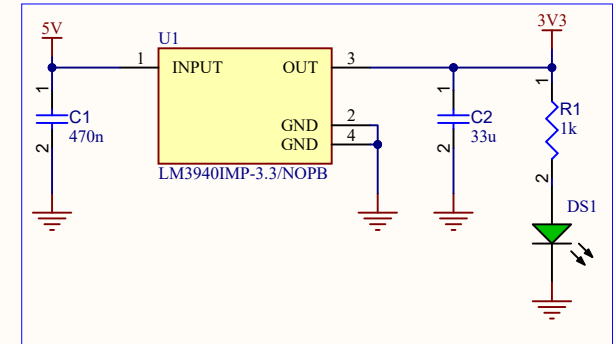 5V
3V3
U1
1
INPUT
OUT
3
1
C1
470n
2
GND
2
GND
4
LM3940IMP-3.3/NOPB
1
C2
33u
2
1
R1
1k
2
DS1